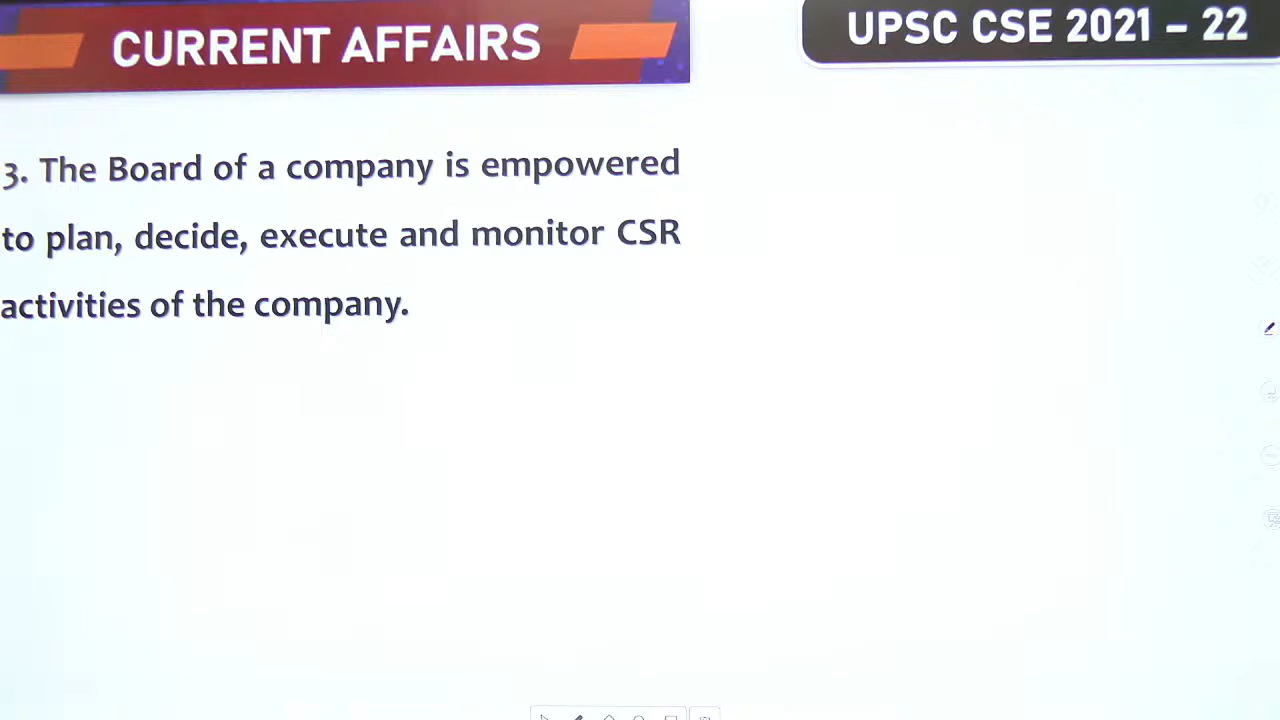 CURRENT AFFAIRS
UPSC CSE 2021 – 22
3. The Board of a company is empowered
to plan, decide, execute and monitor CSR
activities of the company.